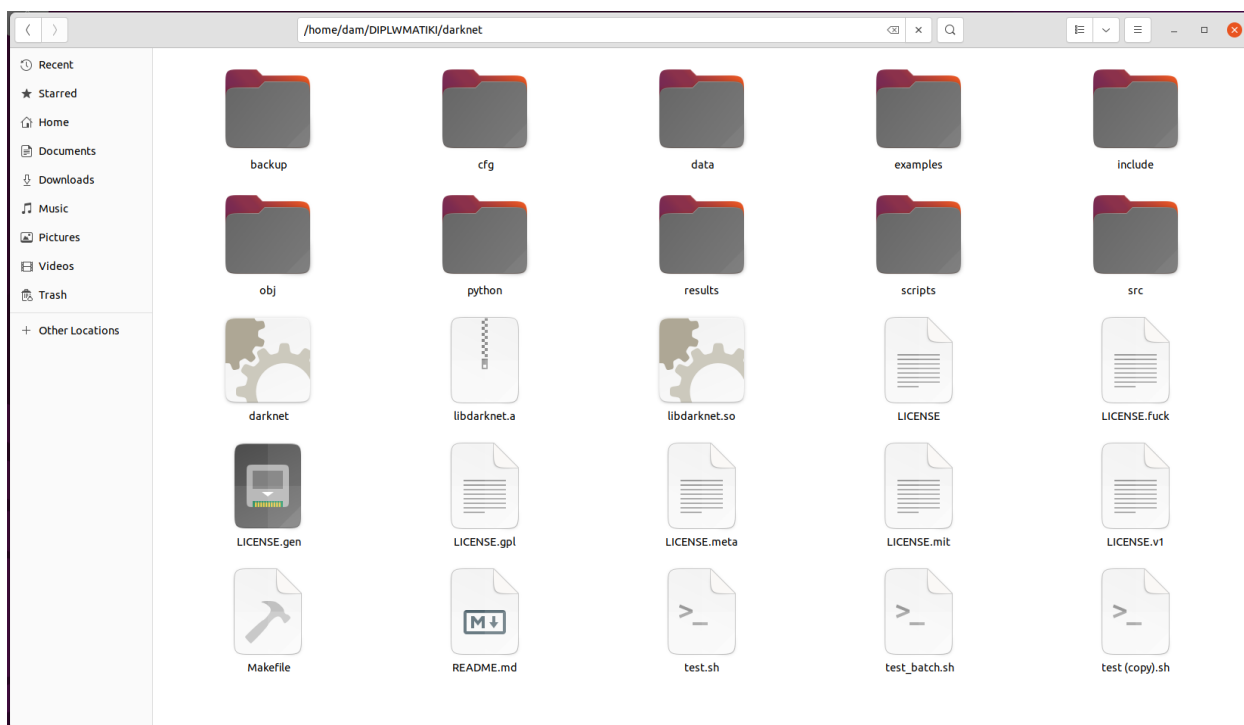 /home/dam/DIPLWMATIKI/darknet
Recent
Starred
Home
Documents
Downloads
Music
Pictures
Videos
Trash
Other Locations
backup
cfg
data
examples
include
obj
python
results
scripts
src
darknet
libdarknet.a
libdarknet.so
LICENSE
LICENSE.fuck
LICENSE.gen
LICENSE.gpl
LICENSE.meta
LICENSE.mit
LICENSE.v1
Makefile
README.md
test.sh
test_batch.sh
test (copy).sh